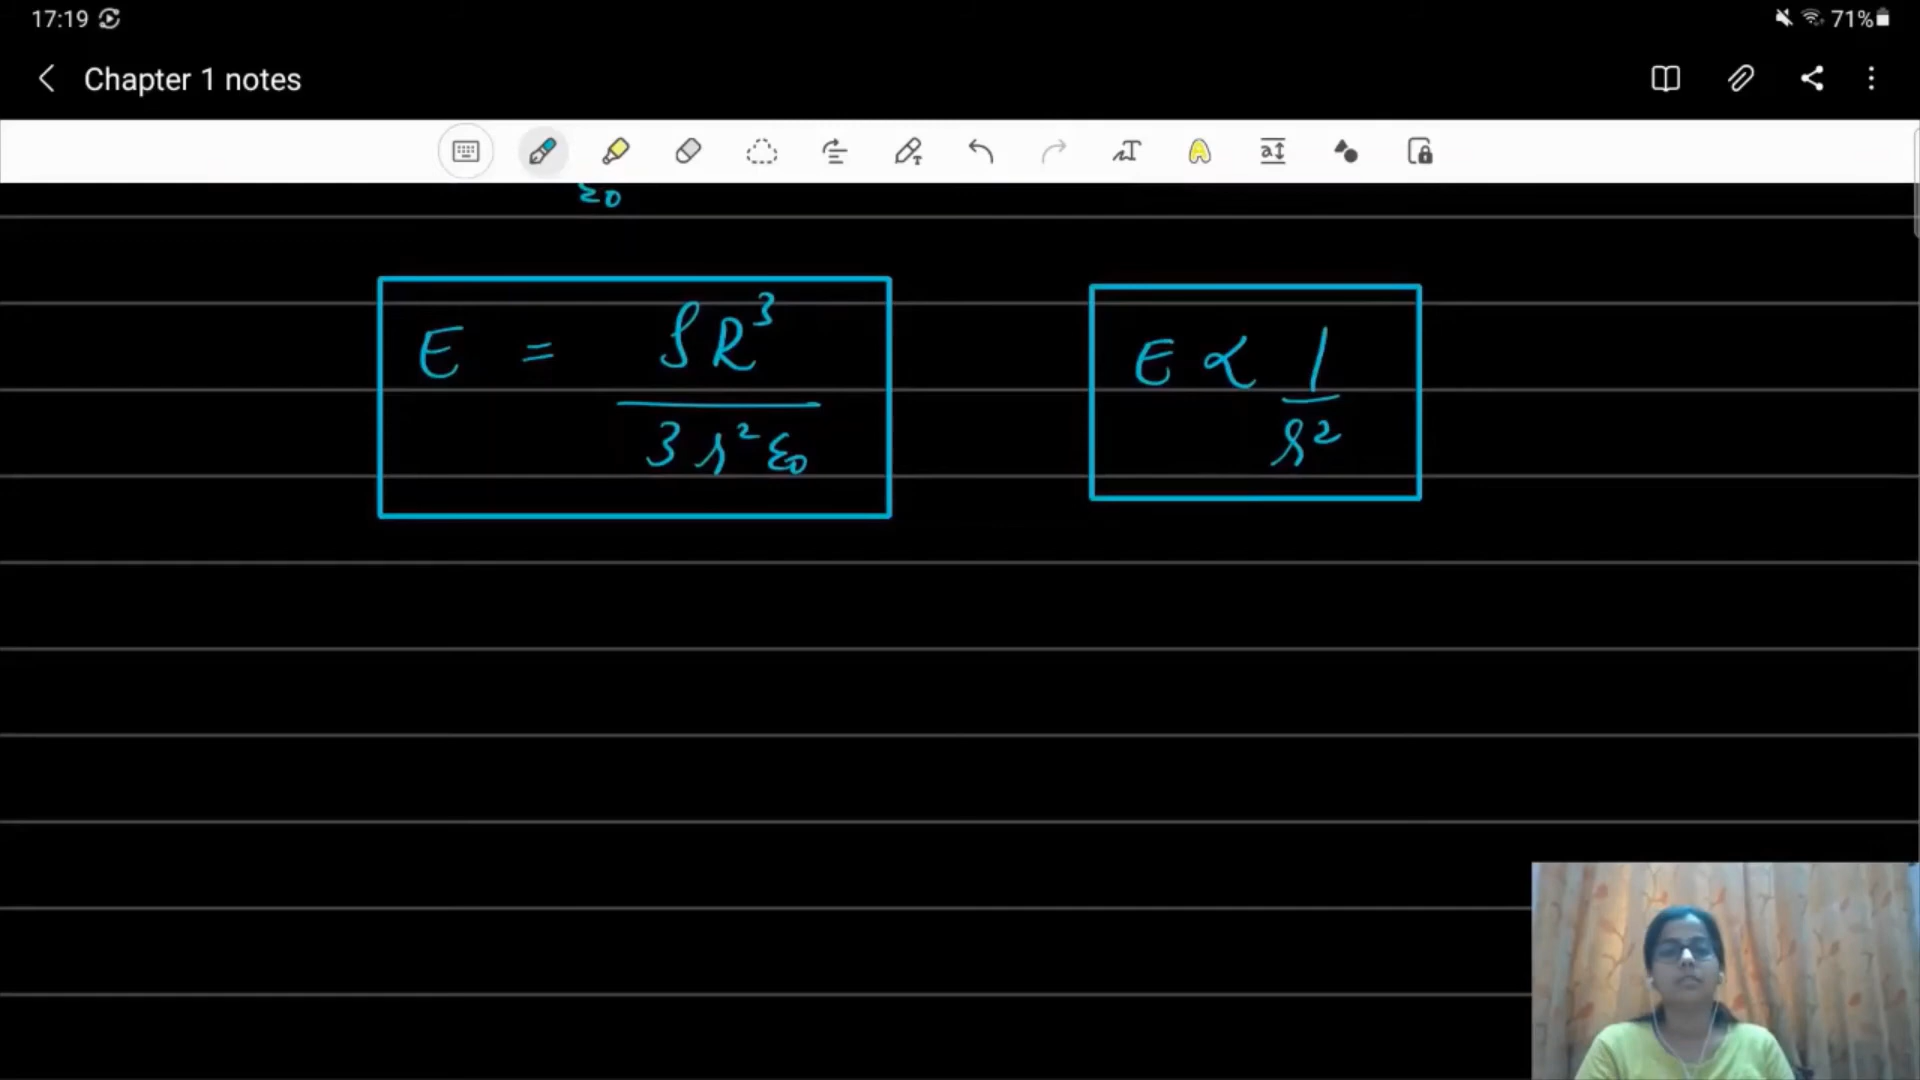 17:19 71%
Chapter 1 notes
ε₀
E = ρR³ / 3r²ε₀
E ∝ 1 / r²